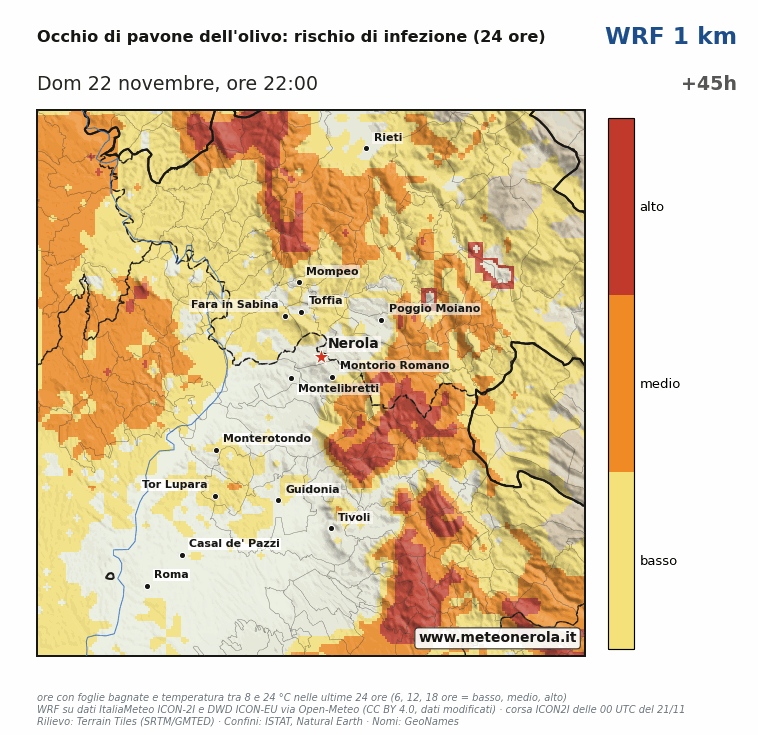 Occhio di pavone dell'olivo: rischio di infezione (24 ore)
WRF 1 km
Dom 22 novembre, ore 22:00
+45h
Rieti
alto
Mompeo
Fara in Sabina
Toffia
Poggio Moiano
Nerola
Montorio Romano
medio
Montelibretti
Monterotondo
Tor Lupara
Guidonia
Tivoli
Casal de' Pazzi
basso
Roma
www.meteonerola.it
ore con foglie bagnate e temperatura tra 8 e 24 °C nelle ultime 24 ore (6, 12, 18 ore = basso, medio, alto)
WRF su dati ItaliaMeteo ICON-2I e DWD ICON-EU via Open-Meteo (CC BY 4.0, dati modificati) · corsa ICON2I delle 00 UTC del 21/11
Rilievo: Terrain Tiles (SRTM/GMTED) · Confini: ISTAT, Natural Earth · Nomi: GeoNames